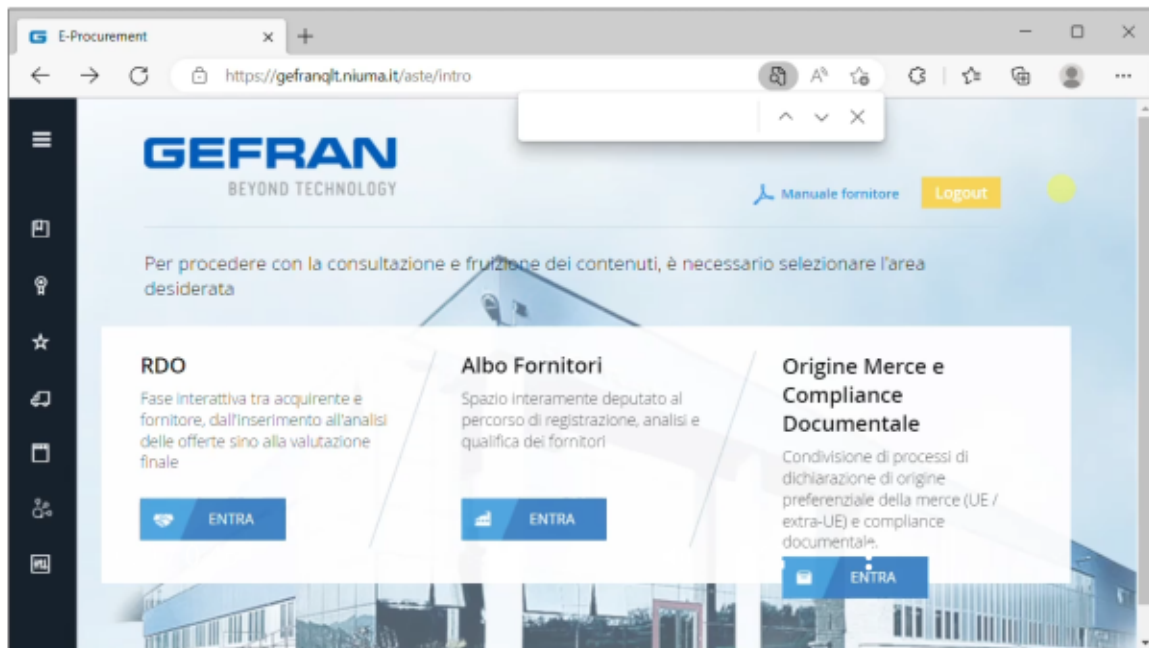 E-Procurement
https://gefranqlt.niuma.it/aste/intro
GEFRAN
BEYOND TECHNOLOGY
Manuale fornitore
Logout
Per procedere con la consultazione e fruizione dei contenuti, è necessario selezionare l'area
desiderata
RDO
Fase interattiva tra acquirente e
fornitore, dall'inserimento all'analisi
delle offerte sino alla valutazione
finale
ENTRA
Albo Fornitori
Spazio interamente deputato al
percorso di registrazione, analisi e
qualifica dei fornitori
ENTRA
Origine Merce e
Compliance
Documentale
Condivisione di processi di
dichiarazione di origine
preferenziale della merce (UE /
extra-UE) e compliance
documentale.
ENTRA